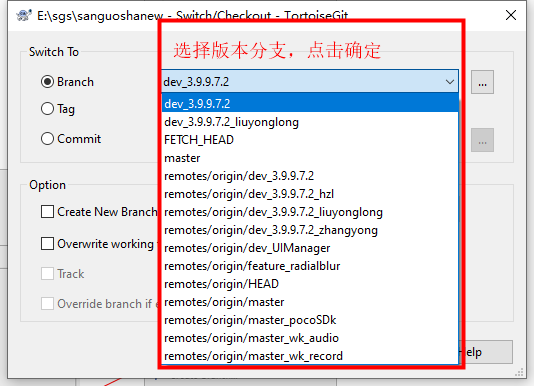 E:\sgs\sanguoshanew - Switch/Checkout - TortoiseGit
Switch To
选择版本分支，点击确定
Branch
dev_3.9.9.7.2
...
Tag
Commit
...
dev_3.9.9.7.2
dev_3.9.9.7.2_liuyonglong
FETCH_HEAD
master
remotes/origin/dev_3.9.9.7.2
remotes/origin/dev_3.9.9.7.2_hzl
remotes/origin/dev_3.9.9.7.2_liuyonglong
remotes/origin/dev_3.9.9.7.2_zhangyong
remotes/origin/dev_UIManager
remotes/origin/feature_radialblur
remotes/origin/HEAD
remotes/origin/master
remotes/origin/master_pocoSDk
remotes/origin/master_wk_audio
remotes/origin/master_wk_record
Option
Create New Branch
Overwrite working
Track
Override branch if
elp